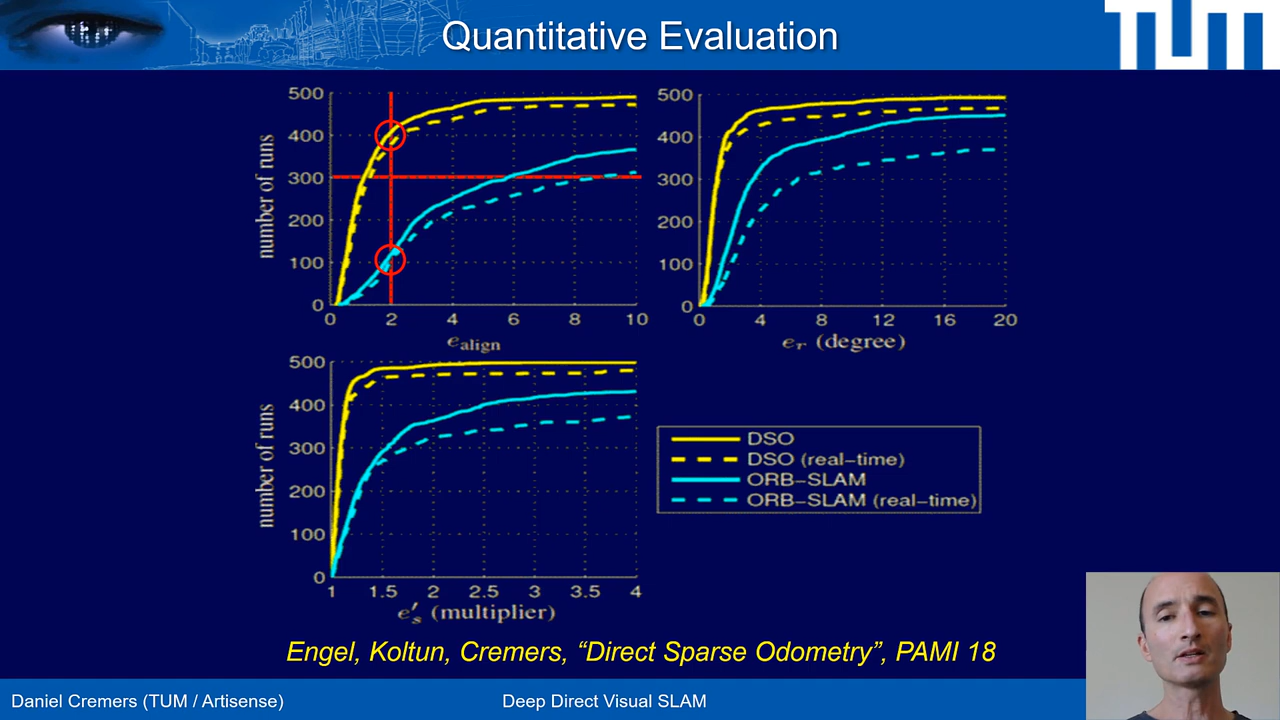 Quantitative Evaluation
TUM
500
400
300
200
100
0
number of runs
0 2 4 6 8 10
e_align
500
400
300
200
100
0
0 4 8 12 16 20
e_r (degree)
500
400
300
200
100
0
number of runs
1 1.5 2 2.5 3 3.5 4
e'_s (multiplier)
DSO
DSO (real-time)
ORB-SLAM
ORB-SLAM (real-time)
Engel, Koltun, Cremers, “Direct Sparse Odometry”, PAMI 18
Daniel Cremers (TUM / Artisense)
Deep Direct Visual SLAM